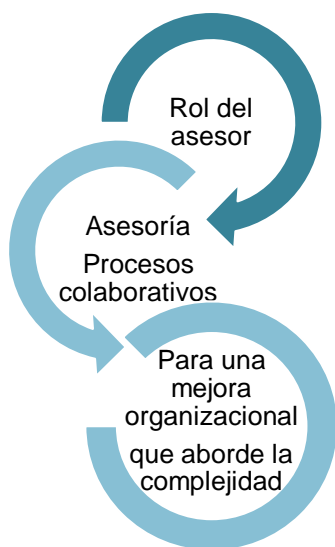 Rol del
asesor
Asesoría
Procesos
colaborativos
Para una
mejora
organizacional
que aborde la
complejidad